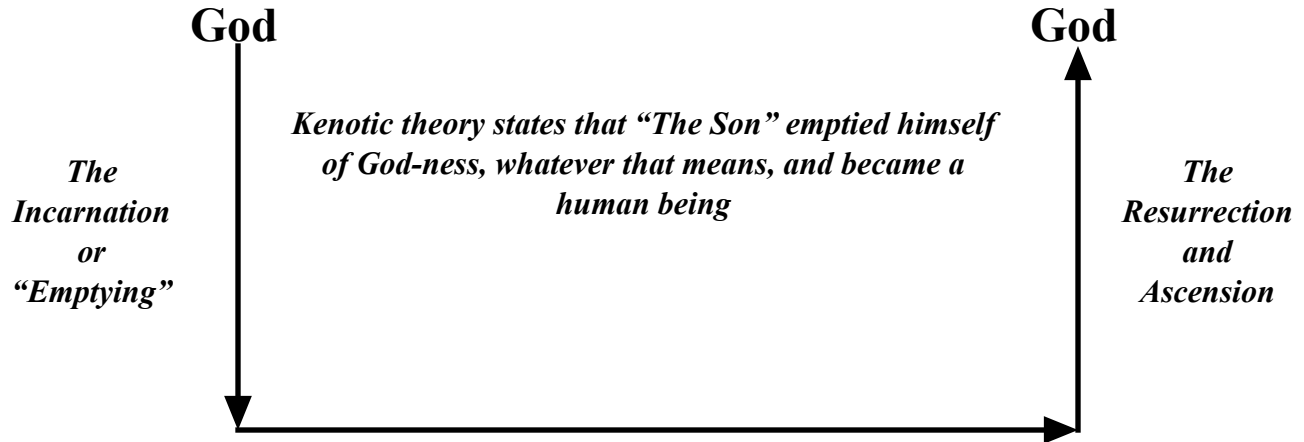 God
God
Kenotic theory states that “The Son” emptied himself
of God-ness, whatever that means, and became a
human being
The
Incarnation
or
“Emptying”
The
Resurrection
and
Ascension